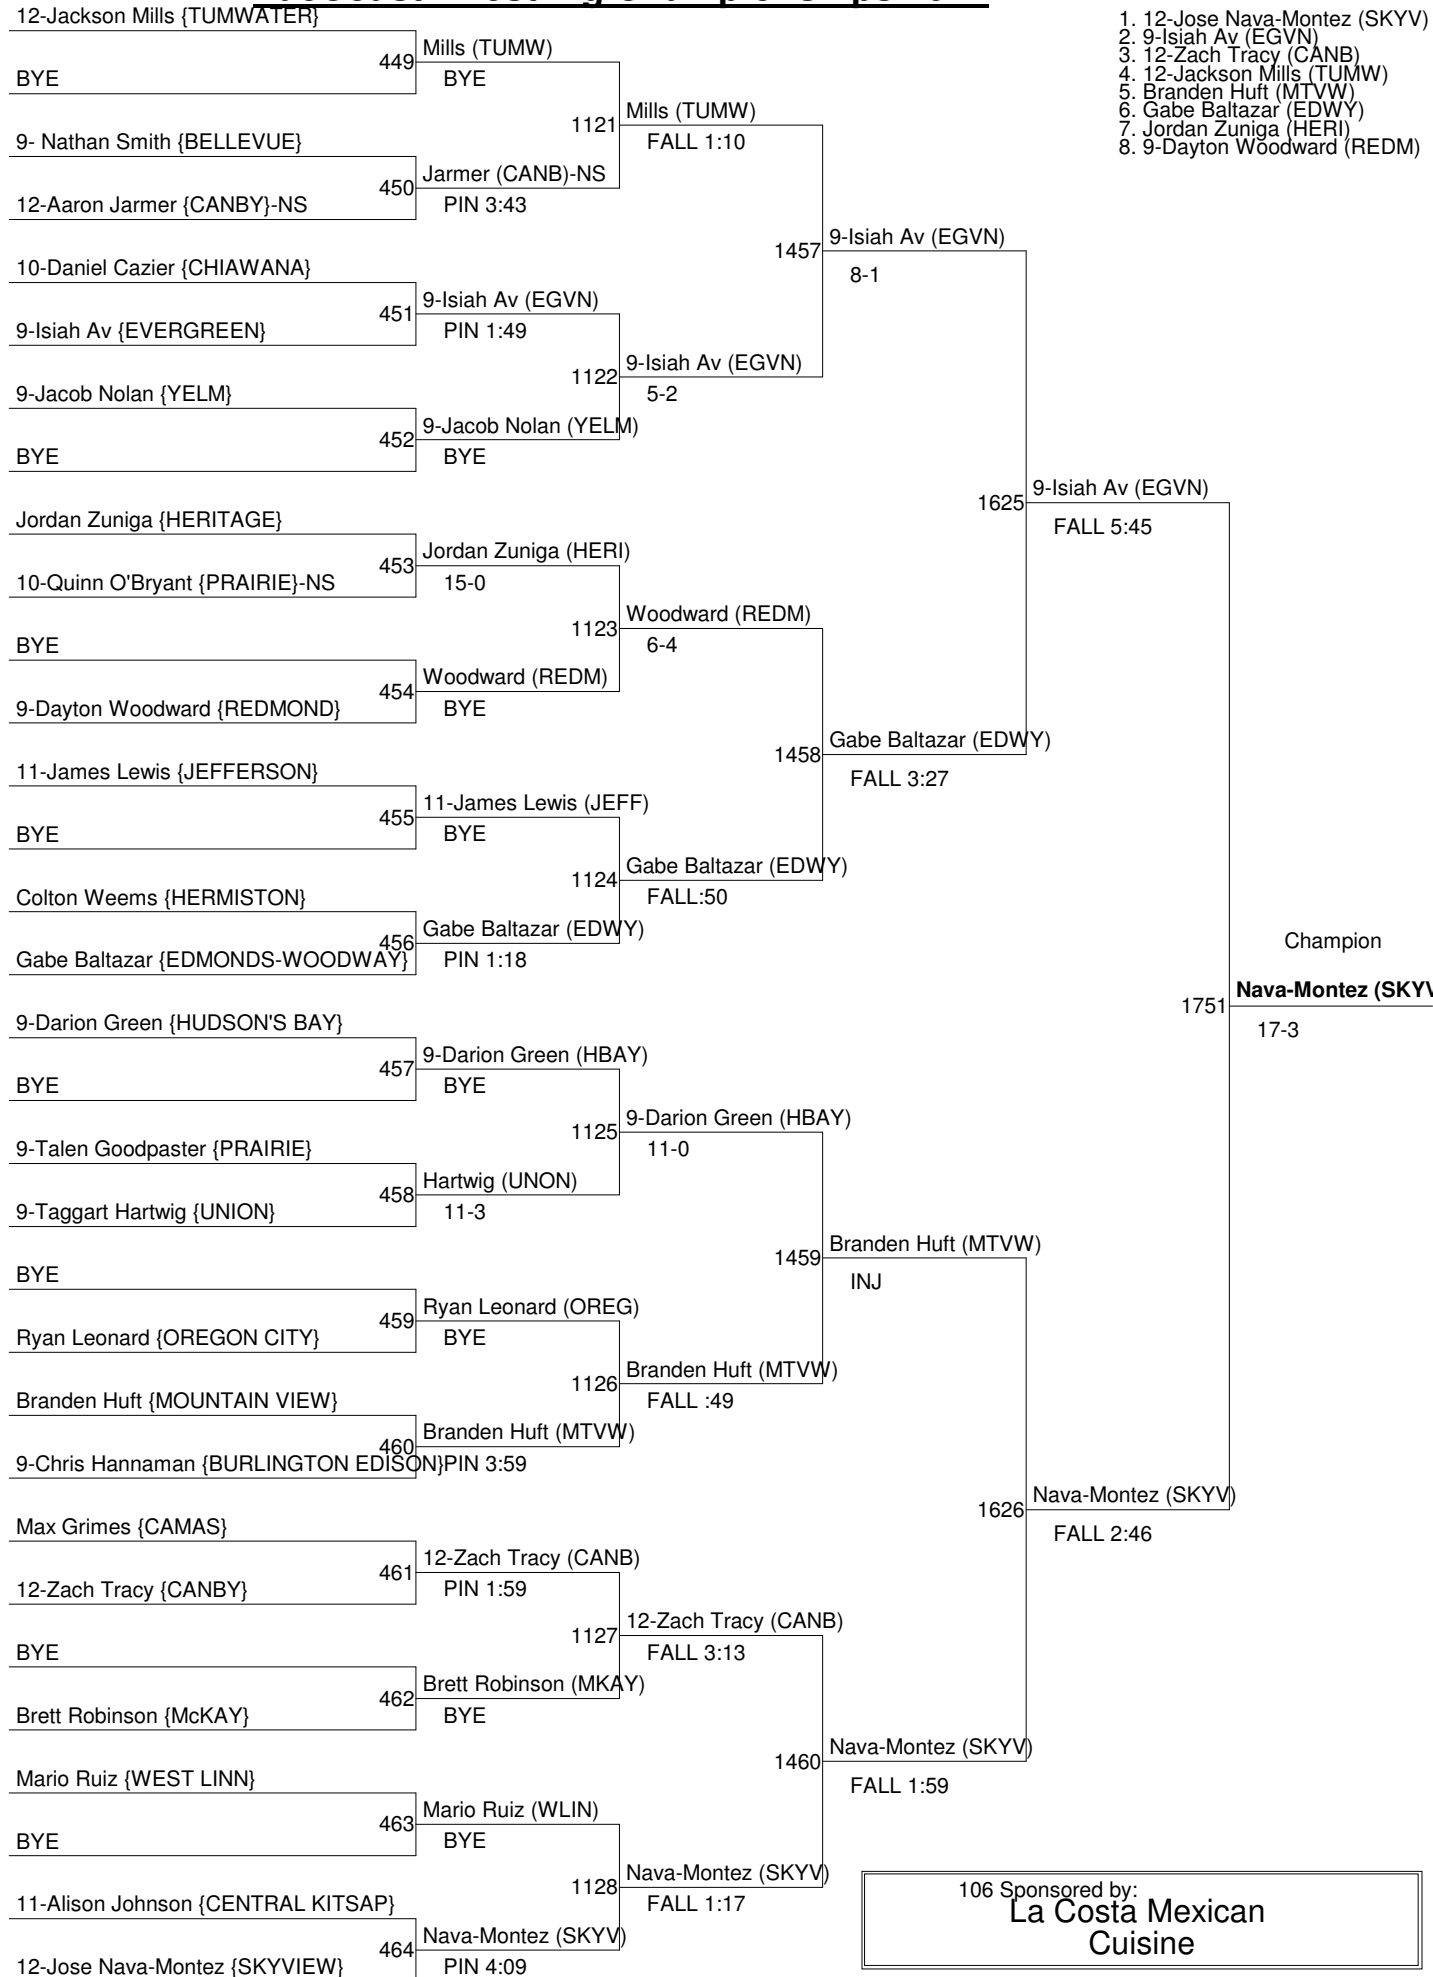 12-Jackson Mills {TUMWATER}
BYE
449
Mills (TUMW)
BYE
9- Nathan Smith {BELLEVUE}
12-Aaron Jarmer {CANBY}-NS
450
Jarmer (CANB)-NS
PIN 3:43
1121
Mills (TUMW)
FALL 1:10
10-Daniel Cazier {CHIAWANA}
9-Isiah Av {EVERGREEN}
451
9-Isiah Av (EGVN)
PIN 1:49
9-Jacob Nolan {YELM}
BYE
452
9-Jacob Nolan (YELM)
BYE
1122
9-Isiah Av (EGVN)
5-2
1457
9-Isiah Av (EGVN)
8-1
Jordan Zuniga {HERITAGE}
10-Quinn O'Bryant {PRAIRIE}-NS
453
Jordan Zuniga (HERI)
15-0
BYE
9-Dayton Woodward {REDMOND}
454
Woodward (REDM)
BYE
1123
Woodward (REDM)
6-4
11-James Lewis {JEFFERSON}
BYE
455
11-James Lewis (JEFF)
BYE
Colton Weems {HERMISTON}
Gabe Baltazar {EDMONDS-WOODWAY}
456
Gabe Baltazar (EDWY)
PIN 1:18
1124
Gabe Baltazar (EDWY)
FALL:50
1458
Gabe Baltazar (EDWY)
FALL 3:27
1625
9-Isiah Av (EGVN)
FALL 5:45
9-Darion Green {HUDSON'S BAY}
BYE
457
9-Darion Green (HBAY)
BYE
9-Talen Goodpaster {PRAIRIE}
9-Taggart Hartwig {UNION}
458
Hartwig (UNON)
11-3
1125
9-Darion Green (HBAY)
11-0
BYE
Ryan Leonard {OREGON CITY}
459
Ryan Leonard (OREG)
BYE
Branden Huft {MOUNTAIN VIEW}
9-Chris Hannaman {BURLINGTON EDISON}
460
Branden Huft (MTVW)
PIN 3:59
1126
Branden Huft (MTVW)
FALL :49
1459
Branden Huft (MTVW)
INJ
Max Grimes {CAMAS}
12-Zach Tracy {CANBY}
461
12-Zach Tracy (CANB)
PIN 1:59
BYE
Brett Robinson {McKAY}
462
Brett Robinson (MKAY)
BYE
1127
12-Zach Tracy (CANB)
FALL 3:13
Mario Ruiz {WEST LINN}
BYE
463
Mario Ruiz (WLIN)
BYE
11-Alison Johnson {CENTRAL KITSAP}
12-Jose Nava-Montez {SKYVIEW}
464
Nava-Montez (SKYV)
PIN 4:09
1128
Nava-Montez (SKYV)
FALL 1:17
1460
Nava-Montez (SKYV)
FALL 1:59
1626
Nava-Montez (SKYV)
FALL 2:46
Champion
1751
Nava-Montez (SKYV
17-3
1. 12-Jose Nava-Montez (SKYV)
2. 9-Isiah Av (EGVN)
3. 12-Zach Tracy (CANB)
4. 12-Jackson Mills (TUMW)
5. Branden Huft (MTVW)
6. Gabe Baltazar (EDWY)
7. Jordan Zuniga (HERI)
8. 9-Dayton Woodward (REDM)
106 Sponsored by:
La Costa Mexican
Cuisine